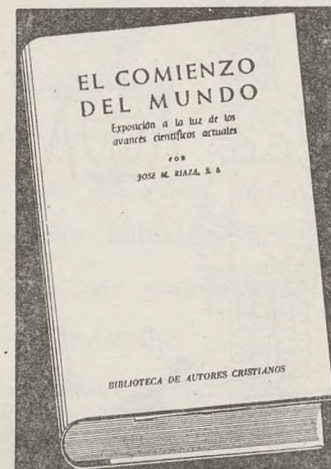 EL COMIENZO
DEL MUNDO
Exposición a la luz de los
avances científicos actuales
POR
JOSE M. RIAZA, S. I.
BIBLIOTECA DE AUTORES CRISTIANOS